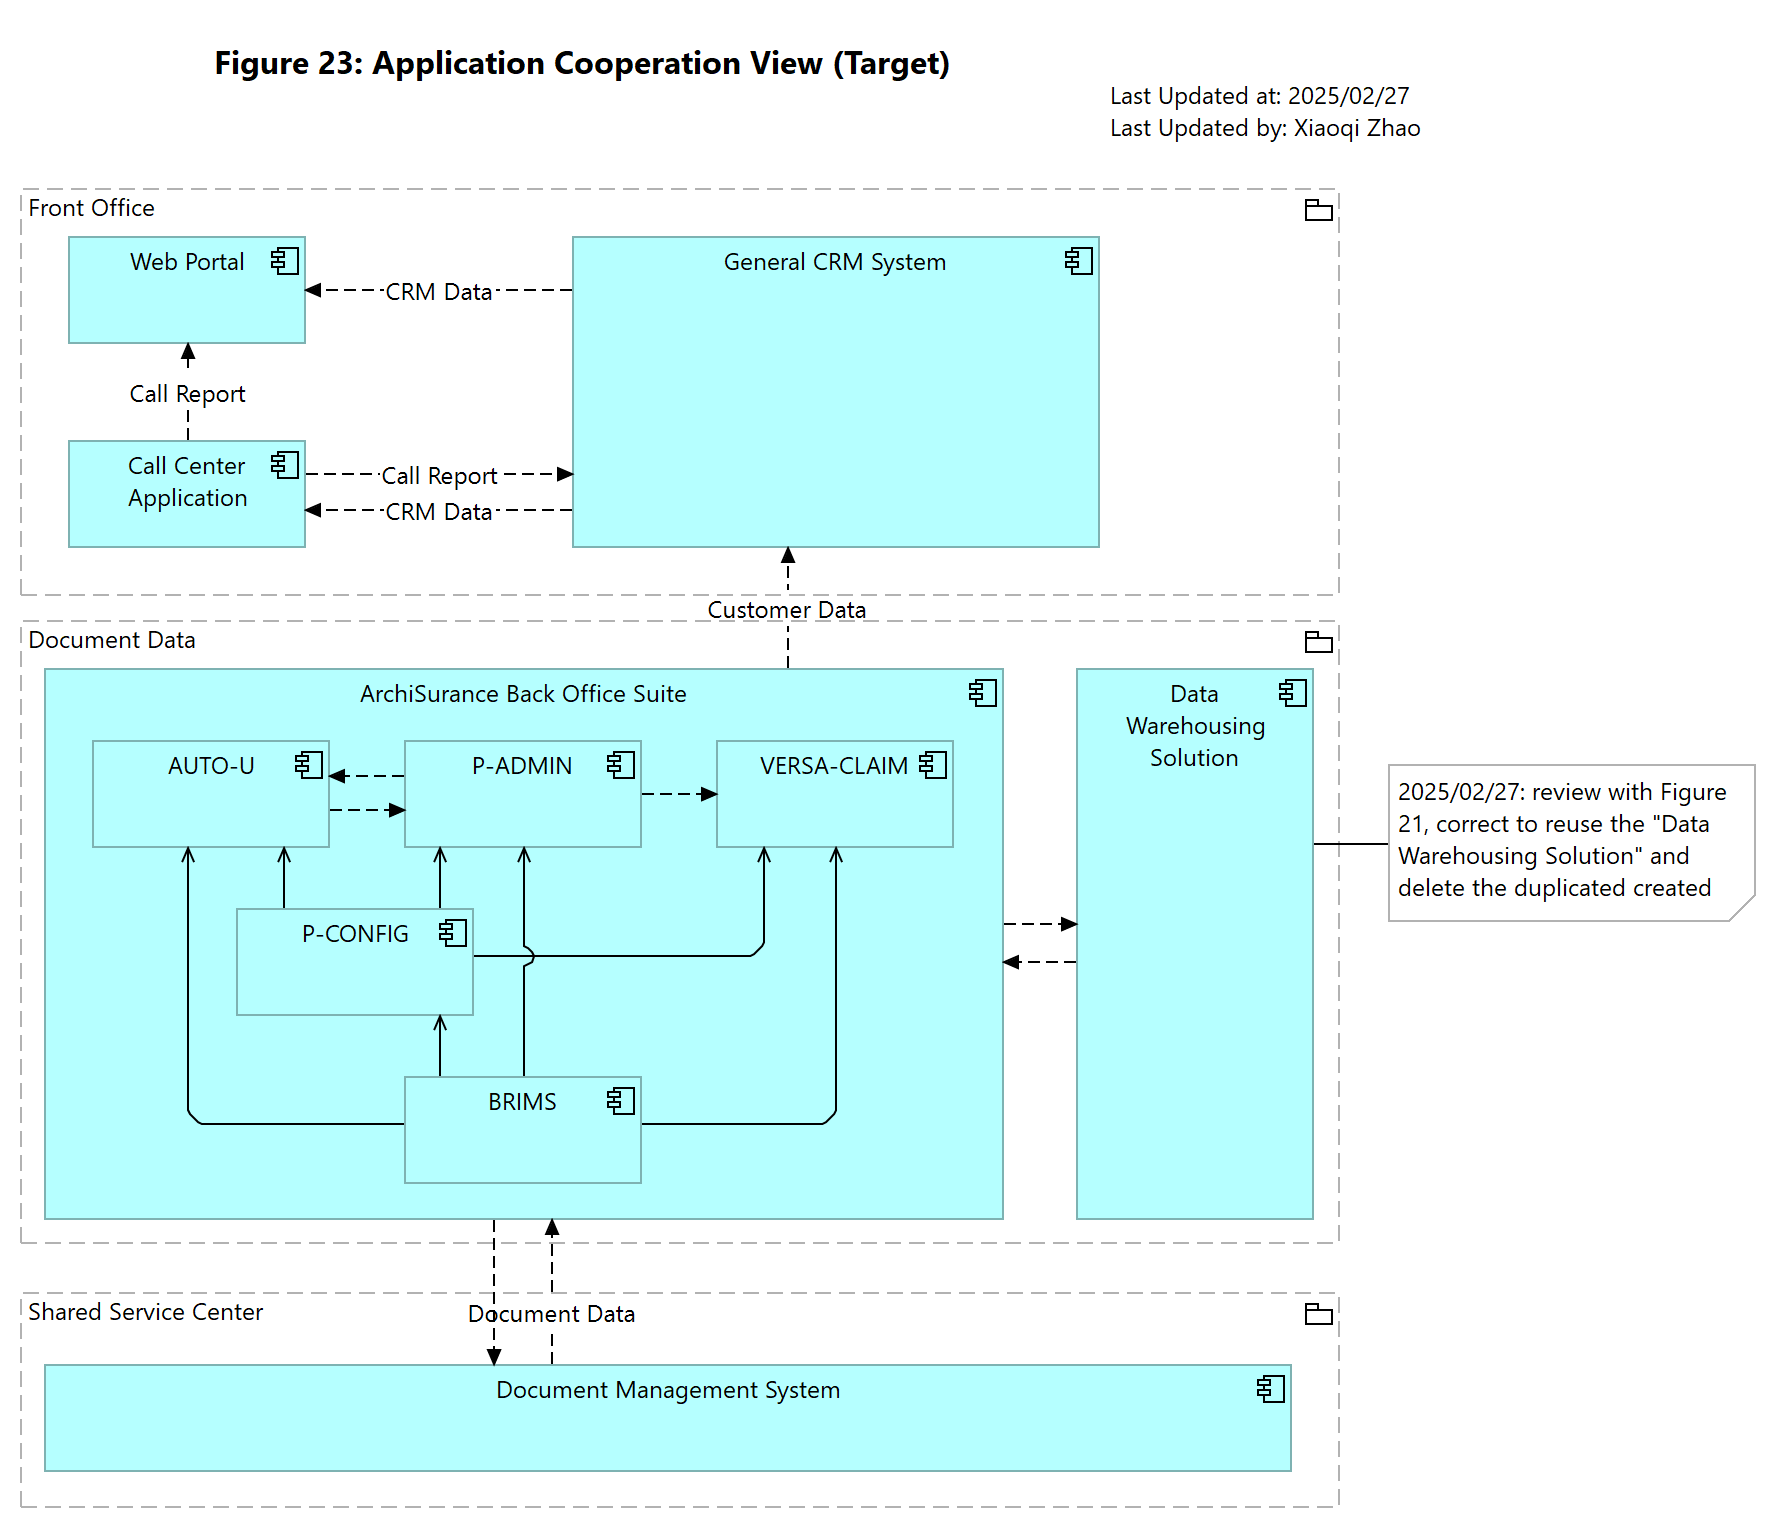 Figure 23: Application Cooperation View (Target)
Last Updated at: 2025/02/27
Last Updated by: Xiaoqi Zhao
Front Office
Web Portal
General CRM System
CRM Data
Call Report
Call Center
Application
Call Report
CRM Data
Customer Data
Document Data
ArchiSurance Back Office Suite
Data
Warehousing
Solution
AUTO-U
P-ADMIN
VERSA-CLAIM
2025/02/27: review with Figure
21, correct to reuse the "Data
Warehousing Solution" and
delete the duplicated created
P-CONFIG
BRIMS
Shared Service Center
Document Data
Document Management System